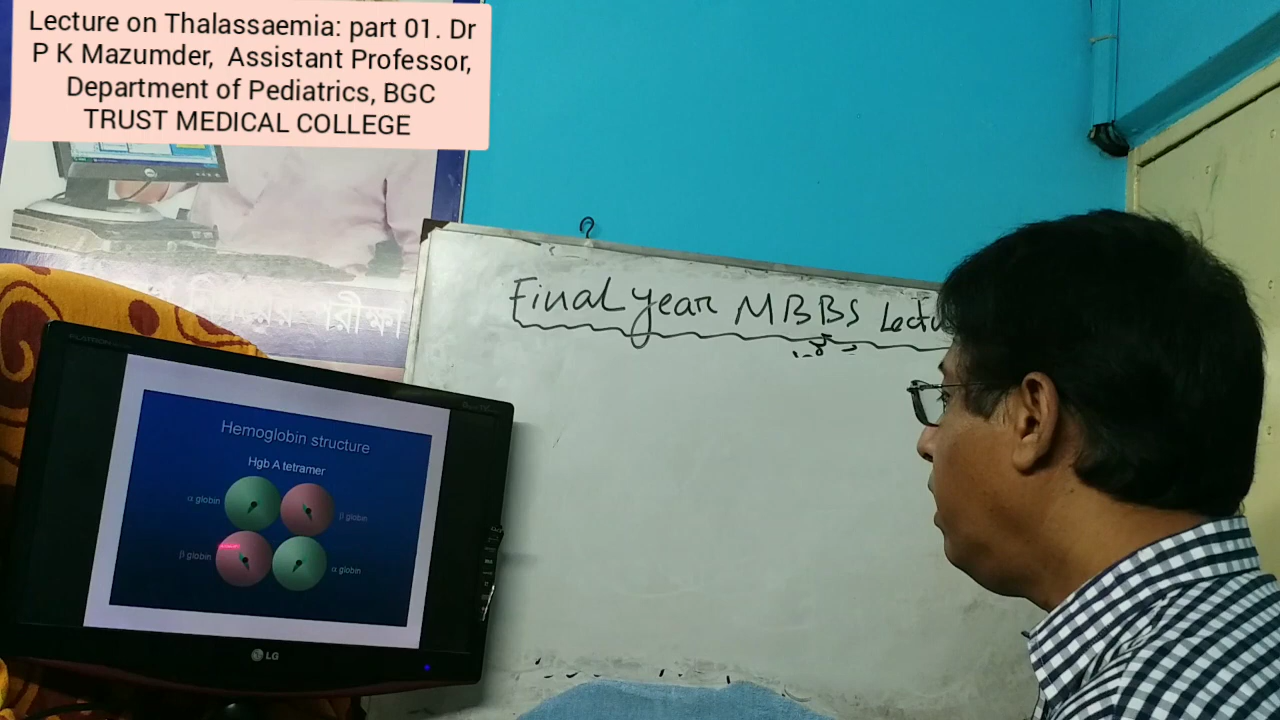 Lecture on Thalassaemia: part 01. Dr
P K Mazumder, Assistant Professor,
Department of Pediatrics, BGC
TRUST MEDICAL COLLEGE
Final year MBBS
Hemoglobin structure
Hgb A tetramer
α globin
β globin
β globin
α globin
LG